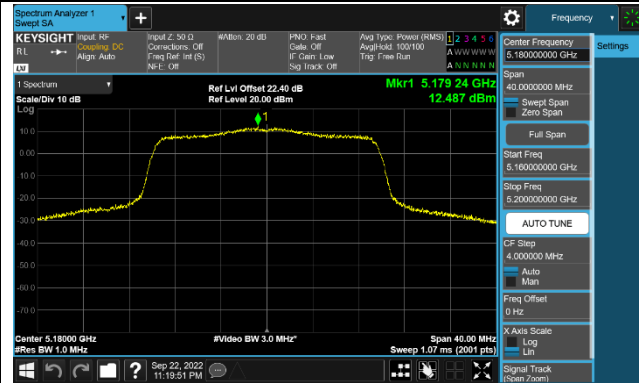 Spectrum Analyzer 1
Swept SA
+
Frequency
KEYSIGHT
RL
LXI
Input: RF
Coupling: DC
Align: Auto
Input Z: 50 Ω
Corrections: Off
Freq Ref: Int (S)
NFE: Off
#Atten: 20 dB
PNO: Fast
Gate: Off
IF Gain: Low
Sig Track: Off
Avg Type: Power (RMS)
Avg|Hold: 100/100
Trig: Free Run
1 2 3 4 5 6
A W W W W W
A N N N N N
1 Spectrum
Scale/Div 10 dB
Log
Ref Lvl Offset 22.40 dB
Ref Level 20.00 dBm
Mkr1 5.179 24 GHz
12.487 dBm
1
10.0
0.00
-10.0
-20.0
-30.0
-40.0
-50.0
-60.0
-70.0
Center 5.18000 GHz
#Res BW 1.0 MHz
#Video BW 3.0 MHz*
Span 40.00 MHz
Sweep 1.07 ms (2001 pts)
Sep 22, 2022
11:19:51 PM
?
Center Frequency
5.180000000 GHz
Settings
Span
40.0000000 MHz
Swept Span
Zero Span
Full Span
Start Freq
5.160000000 GHz
Stop Freq
5.200000000 GHz
AUTO TUNE
CF Step
4.000000 MHz
Auto
Man
Freq Offset
0 Hz
X Axis Scale
Log
Lin
Signal Track
(Span Zoom)